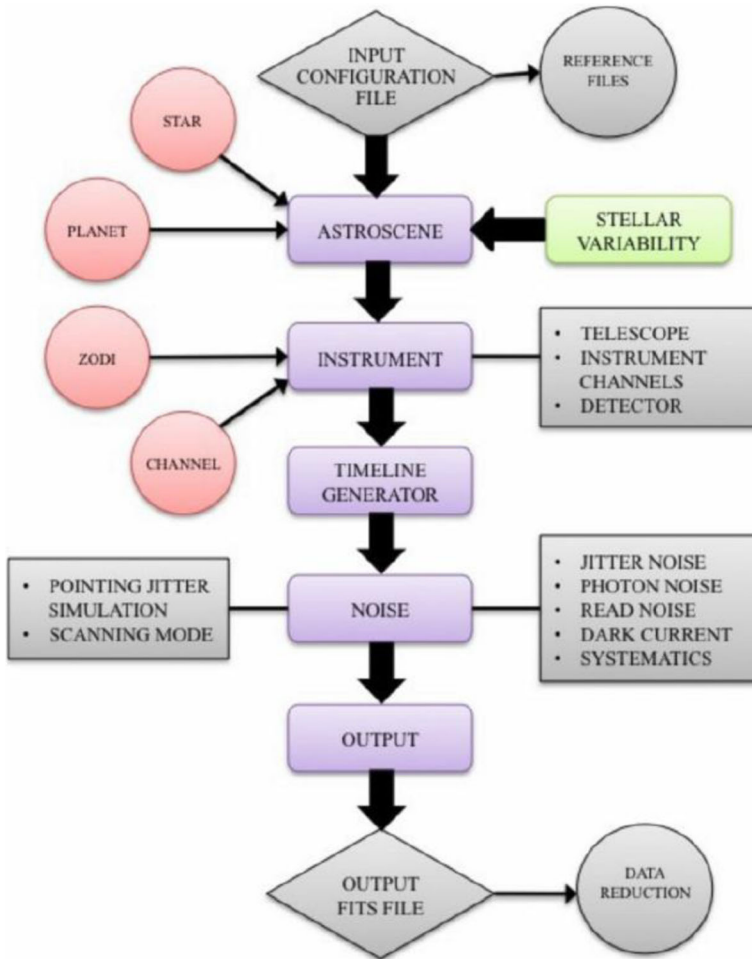 INPUT
CONFIGURATION
FILE
REFERENCE
FILES
STAR
PLANET
ASTROSCENE
STELLAR
VARIABILITY
ZODI
INSTRUMENT
• TELESCOPE
• INSTRUMENT
CHANNELS
• DETECTOR
CHANNEL
TIMELINE
GENERATOR
• POINTING JITTER
SIMULATION
• SCANNING MODE
NOISE
• JITTER NOISE
• PHOTON NOISE
• READ NOISE
• DARK CURRENT
• SYSTEMATICS
OUTPUT
OUTPUT
FITS FILE
DATA
REDUCTION